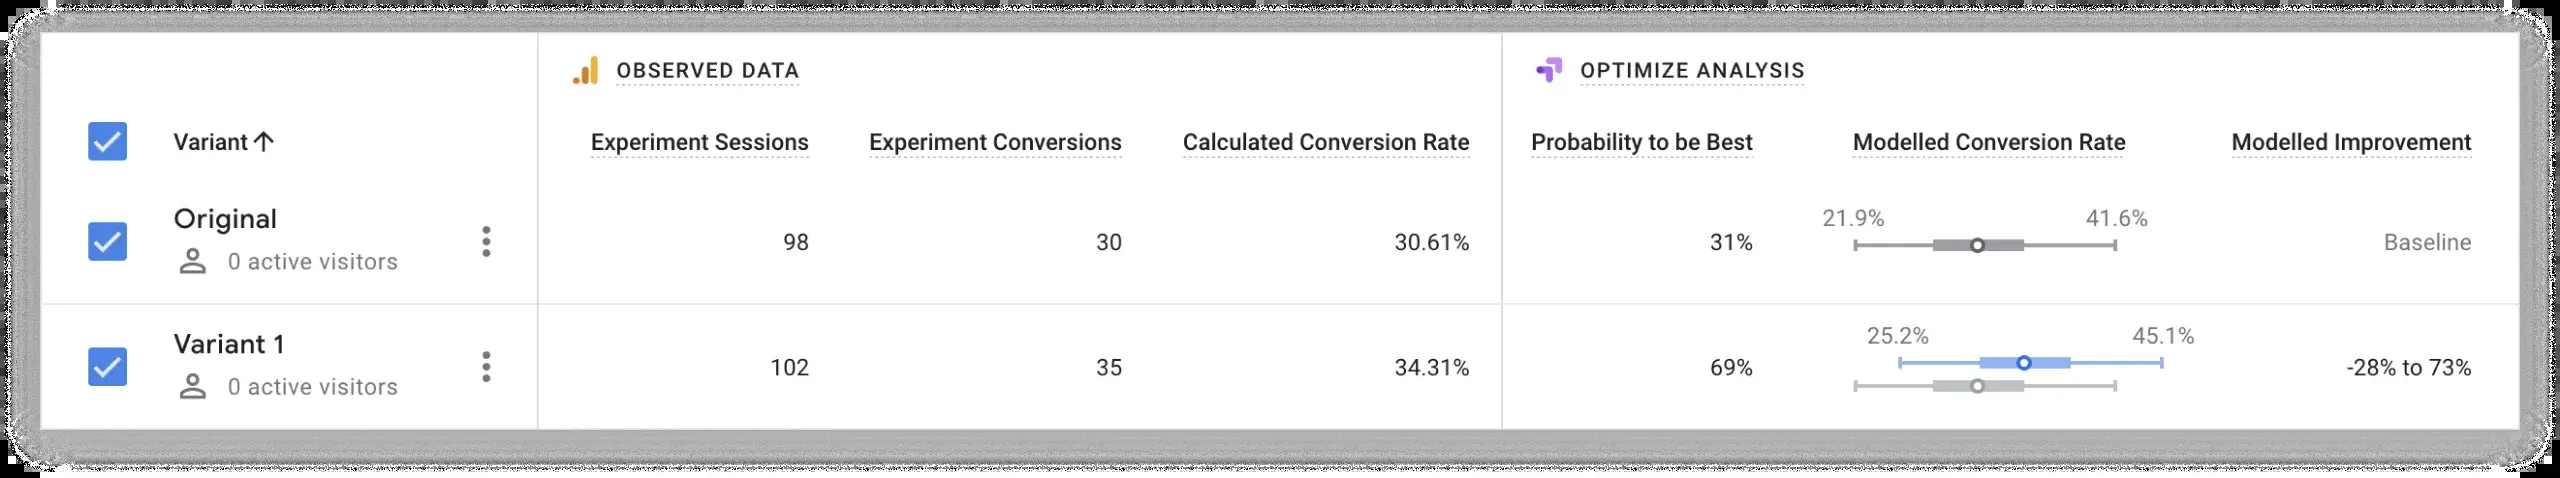 OBSERVED DATA
OPTIMIZE ANALYSIS
Variant
Experiment Sessions
Experiment Conversions
Calculated Conversion Rate
Probability to be Best
Modelled Conversion Rate
Modelled Improvement
Original
0 active visitors
98
30
30.61%
31%
21.9%
41.6%
Baseline
Variant 1
0 active visitors
102
35
34.31%
69%
25.2%
45.1%
-28% to 73%